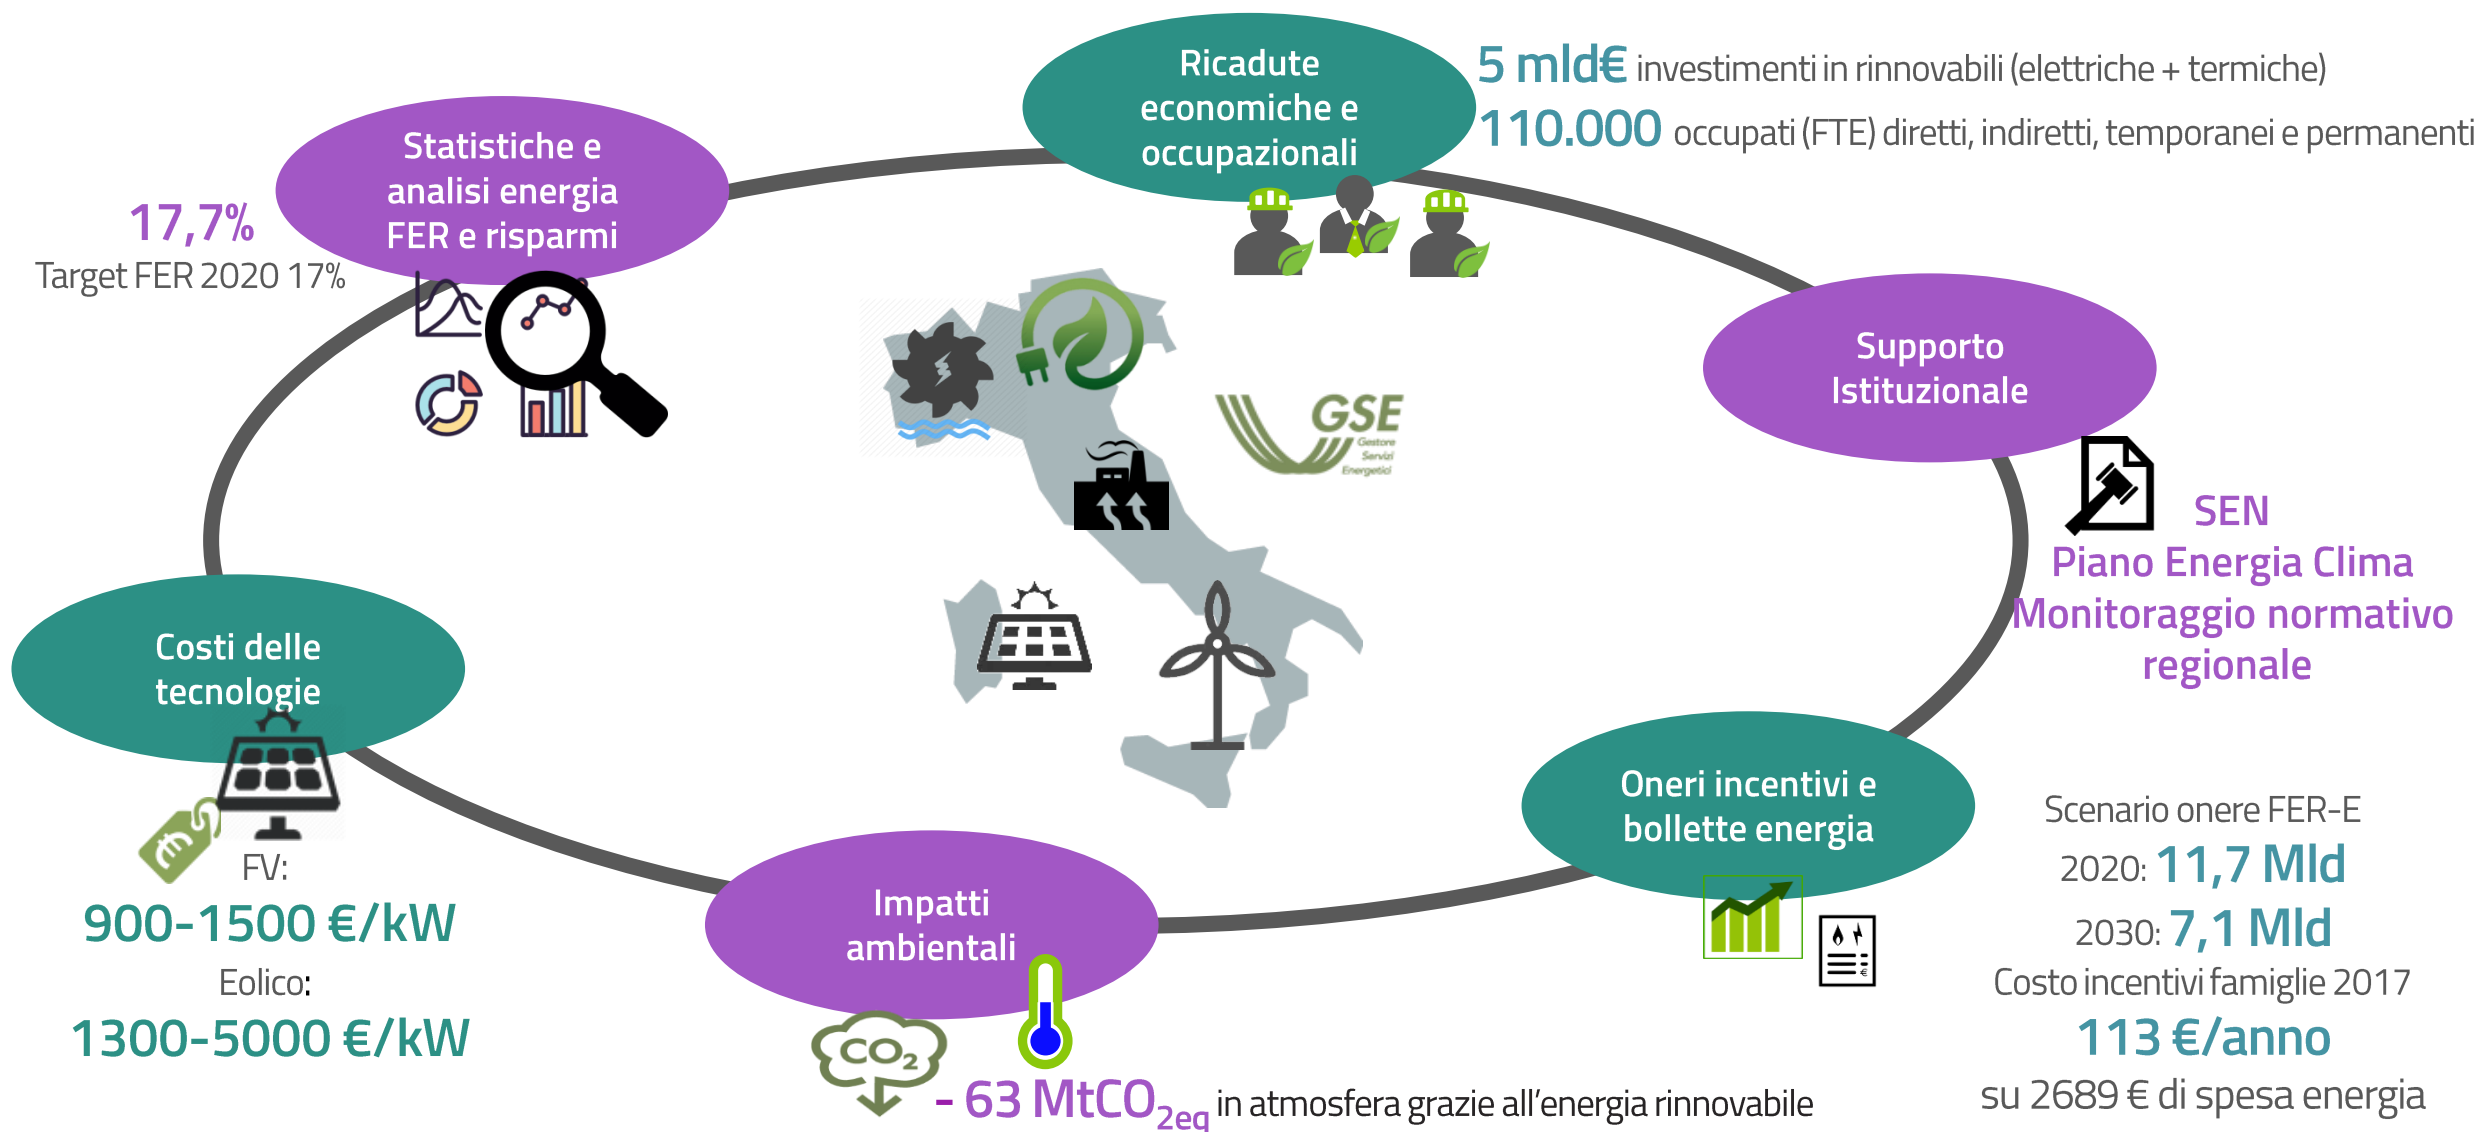 Ricadute
economiche e
occupazionali
5 mld€ investimenti in rinnovabili (elettriche + termiche)
110.000 occupati (FTE) diretti, indiretti, temporanei e permanenti
Statistiche e
analisi energia
FER e risparmi
17,7%
Target FER 2020 17%
Supporto
Istituzionale
SEN
Piano Energia Clima
Monitoraggio normativo
regionale
GSE
Gestore
Servizi
Energetici
Costi delle
tecnologie
€
FV:
900-1500 €/kW
Eolico:
1300-5000 €/kW
Oneri incentivi e
bollette energia
€
Scenario onere FER-E
2020: 11,7 Mld
2030: 7,1 Mld
Costo incentivi famiglie 2017
113 €/anno
su 2689 € di spesa energia
Impatti
ambientali
CO2
- 63 MtCO2eq in atmosfera grazie all'energia rinnovabile